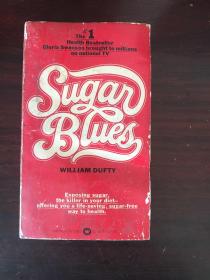 The #1
Health Bestseller
Gloria Swanson brought to millions
on national TV
Sugar
Blues
WILLIAM DUFTY
Exposing sugar,
the killer in your diet—
offering you a life-saving, sugar-free
way to health.